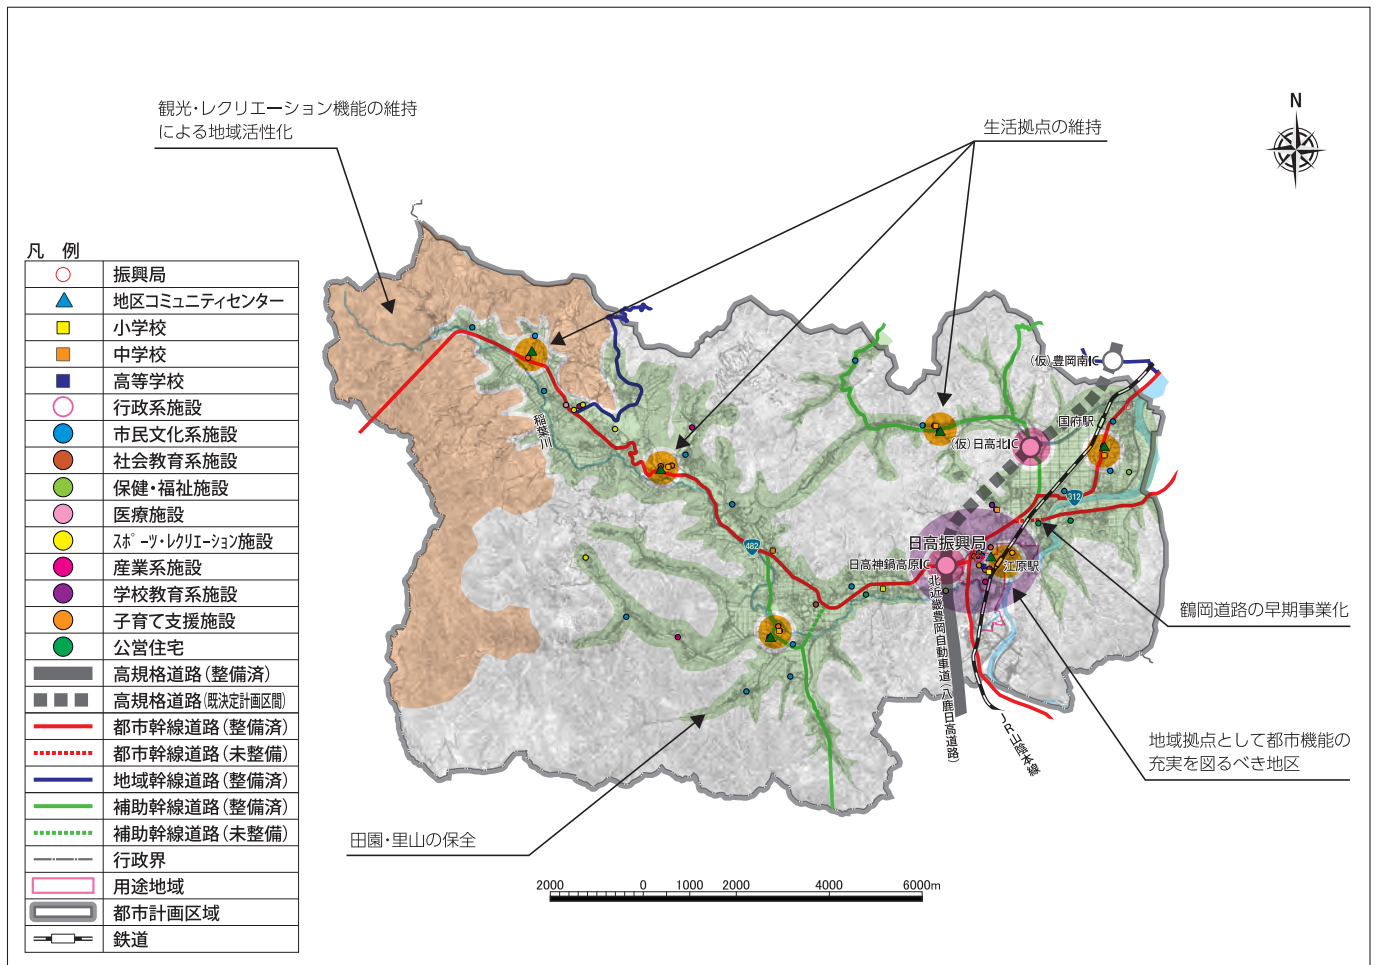 観光・レクリエーション機能の維持
による地域活性化
生活拠点の維持
N
凡　例
振興局
地区コミュニティセンター
小学校
中学校
高等学校
行政系施設
市民文化系施設
社会教育系施設
保健・福祉施設
医療施設
スポーツ・レクリエーション施設
産業系施設
学校教育系施設
子育て支援施設
公営住宅
高規格道路（整備済）
高規格道路（既決定計画区間）
都市幹線道路（整備済）
都市幹線道路（未整備）
地域幹線道路（整備済）
補助幹線道路（整備済）
補助幹線道路（未整備）
行政界
用途地域
都市計画区域
鉄道
(仮)豊岡南IC
国府駅
(仮)日高北IC
稲葉川
312
482
日高振興局
日高神鍋高原IC
江原駅
北近畿豊岡自動車道（八鹿日高道路）
JR山陰本線
鶴岡道路の早期事業化
地域拠点として都市機能の
充実を図るべき地区
田園・里山の保全
2000 0 1000 2000 4000 6000m